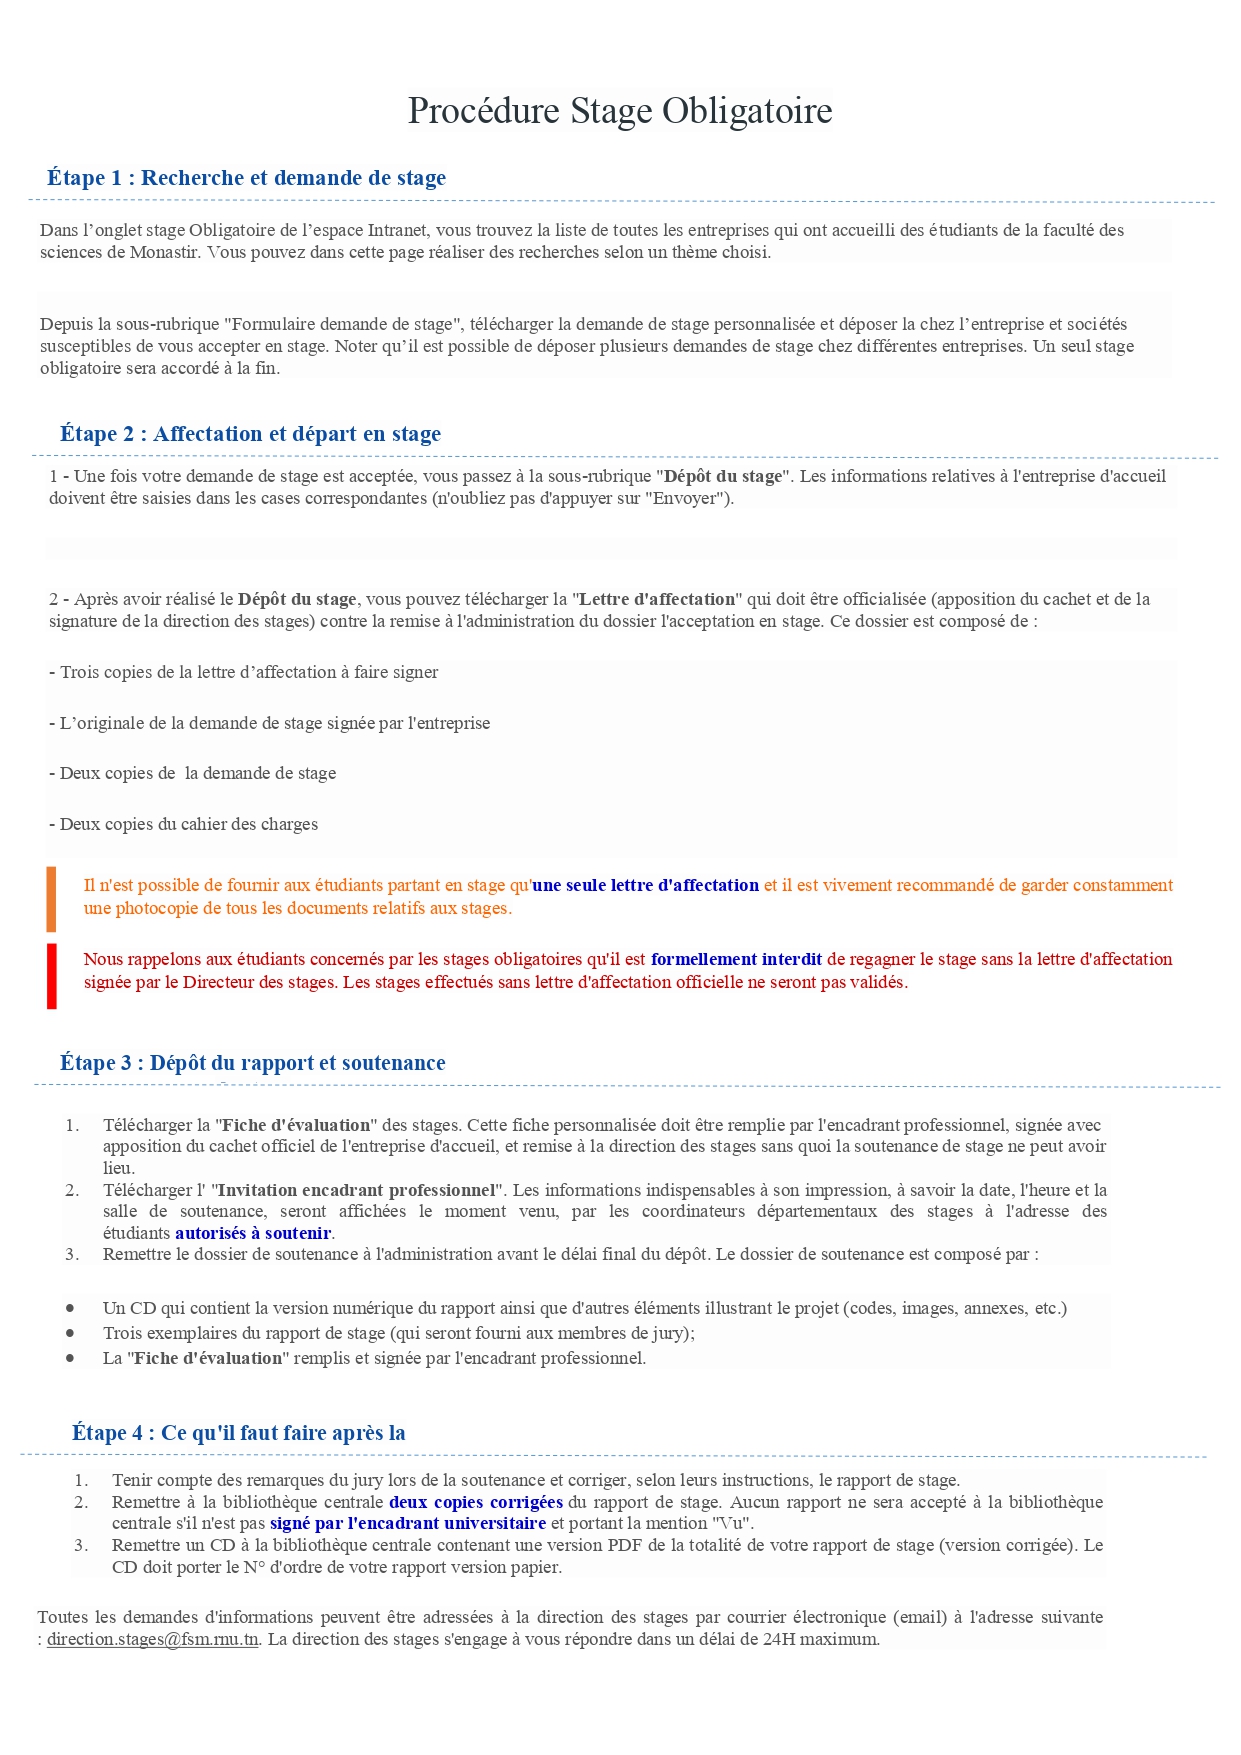 Procédure Stage Obligatoire
Étape 1 : Recherche et demande de stage
Dans l’onglet stage Obligatoire de l’espace Intranet, vous trouvez la liste de toutes les entreprises qui ont accueilli des étudiants de la faculté des
sciences de Monastir. Vous pouvez dans cette page réaliser des recherches selon un thème choisi.
Depuis la sous-rubrique "Formulaire demande de stage", télécharger la demande de stage personnalisée et déposer la chez l’entreprise et sociétés
susceptibles de vous accepter en stage. Noter qu’il est possible de déposer plusieurs demandes de stage chez différentes entreprises. Un seul stage
obligatoire sera accordé à la fin.
Étape 2 : Affectation et départ en stage
1 - Une fois votre demande de stage est acceptée, vous passez à la sous-rubrique "Dépôt du stage". Les informations relatives à l'entreprise d'accueil
doivent être saisies dans les cases correspondantes (n'oubliez pas d'appuyer sur "Envoyer").
2 - Après avoir réalisé le Dépôt du stage, vous pouvez télécharger la "Lettre d'affectation" qui doit être officialisée (apposition du cachet et de la
signature de la direction des stages) contre la remise à l'administration du dossier l'acceptation en stage. Ce dossier est composé de :
- Trois copies de la lettre d’affectation à faire signer
- L’originale de la demande de stage signée par l'entreprise
- Deux copies de  la demande de stage
- Deux copies du cahier des charges
Il n'est possible de fournir aux étudiants partant en stage qu'une seule lettre d'affectation et il est vivement recommandé de garder constamment
une photocopie de tous les documents relatifs aux stages.
Nous rappelons aux étudiants concernés par les stages obligatoires qu'il est formellement interdit de regagner le stage sans la lettre d'affectation
signée par le Directeur des stages. Les stages effectués sans lettre d'affectation officielle ne seront pas validés.
Étape 3 : Dépôt du rapport et soutenance
1. Télécharger la "Fiche d'évaluation" des stages. Cette fiche personnalisée doit être remplie par l'encadrant professionnel, signée avec
apposition du cachet officiel de l'entreprise d'accueil, et remise à la direction des stages sans quoi la soutenance de stage ne peut avoir
lieu.
2. Télécharger l' "Invitation encadrant professionnel". Les informations indispensables à son impression, à savoir la date, l'heure et la
salle de soutenance, seront affichées le moment venu, par les coordinateurs départementaux des stages à l'adresse des
étudiants autorisés à soutenir.
3. Remettre le dossier de soutenance à l'administration avant le délai final du dépôt. Le dossier de soutenance est composé par :
● Un CD qui contient la version numérique du rapport ainsi que d'autres éléments illustrant le projet (codes, images, annexes, etc.)
● Trois exemplaires du rapport de stage (qui seront fourni aux membres de jury);
● La "Fiche d'évaluation" remplis et signée par l'encadrant professionnel.
Étape 4 : Ce qu'il faut faire après la
1. Tenir compte des remarques du jury lors de la soutenance et corriger, selon leurs instructions, le rapport de stage.
2. Remettre à la bibliothèque centrale deux copies corrigées du rapport de stage. Aucun rapport ne sera accepté à la bibliothèque
centrale s'il n'est pas signé par l'encadrant universitaire et portant la mention "Vu".
3. Remettre un CD à la bibliothèque centrale contenant une version PDF de la totalité de votre rapport de stage (version corrigée). Le
CD doit porter le N° d'ordre de votre rapport version papier.
Toutes les demandes d'informations peuvent être adressées à la direction des stages par courrier électronique (email) à l'adresse suivante
: direction.stages@fsm.rnu.tn. La direction des stages s'engage à vous répondre dans un délai de 24H maximum.